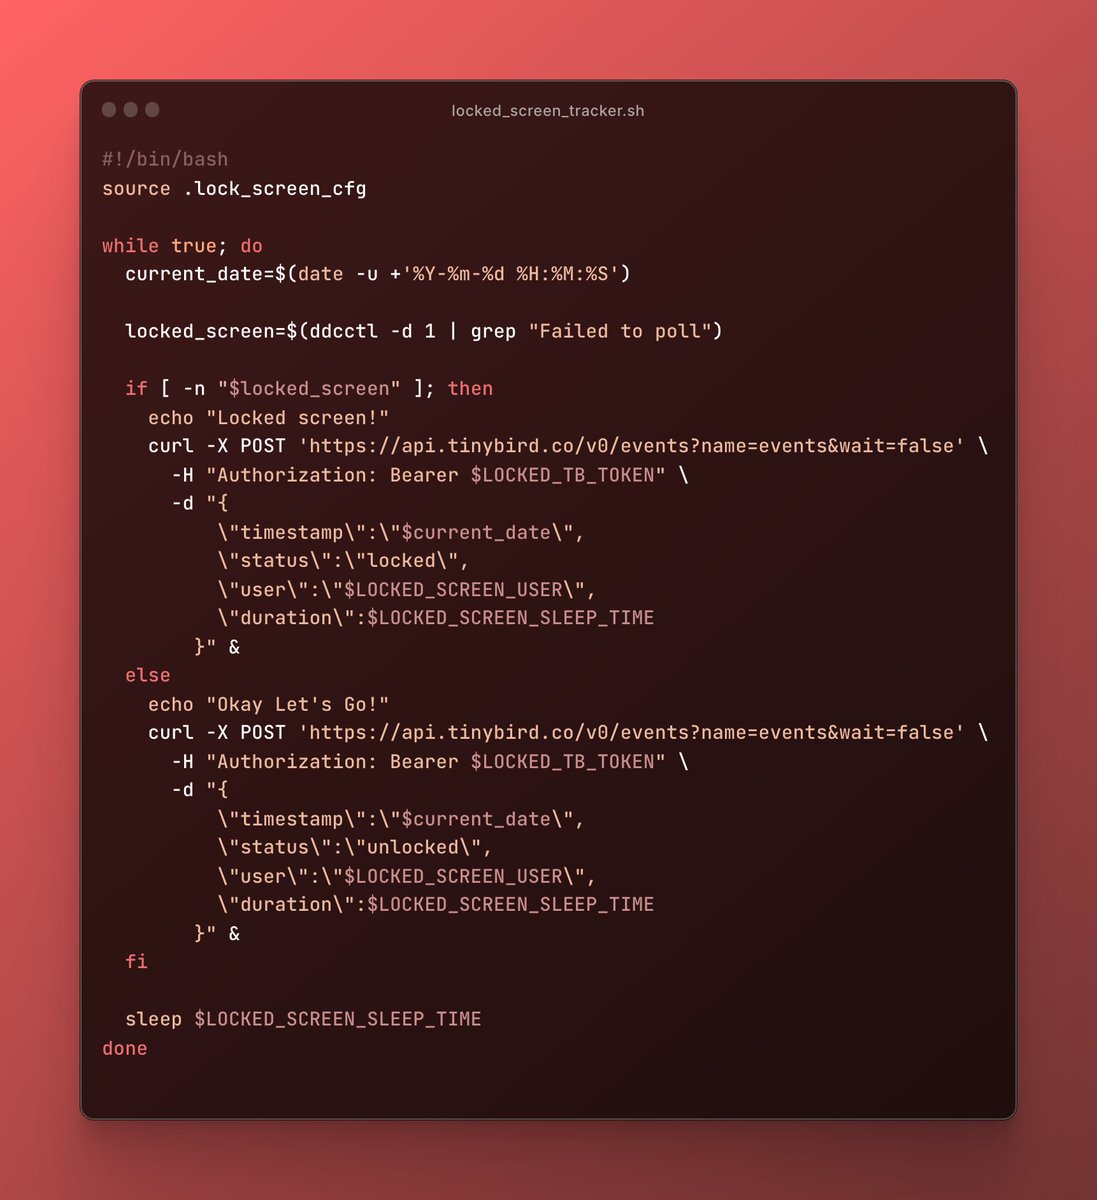 locked_screen_tracker.sh
#!/bin/bash
source .lock_screen_cfg
while true; do
current_date=$(date -u +'%Y-%m-%d %H:%M:%S')
locked_screen=$(ddcctl -d 1 | grep "Failed to poll")
if [ -n "$locked_screen" ]; then
echo "Locked screen!"
curl -X POST 'https://api.tinybird.co/v0/events?name=events&wait=false' \
-H "Authorization: Bearer $LOCKED_TB_TOKEN" \
-d "{
\"timestamp\":\"$current_date\",
\"status\":\"locked\",
\"user\":\"$LOCKED_SCREEN_USER\",
\"duration\":$LOCKED_SCREEN_SLEEP_TIME
}" &
else
echo "Okay Let's Go!"
curl -X POST 'https://api.tinybird.co/v0/events?name=events&wait=false' \
-H "Authorization: Bearer $LOCKED_TB_TOKEN" \
-d "{
\"timestamp\":\"$current_date\",
\"status\":\"unlocked\",
\"user\":\"$LOCKED_SCREEN_USER\",
\"duration\":$LOCKED_SCREEN_SLEEP_TIME
}" &
fi
sleep $LOCKED_SCREEN_SLEEP_TIME
done